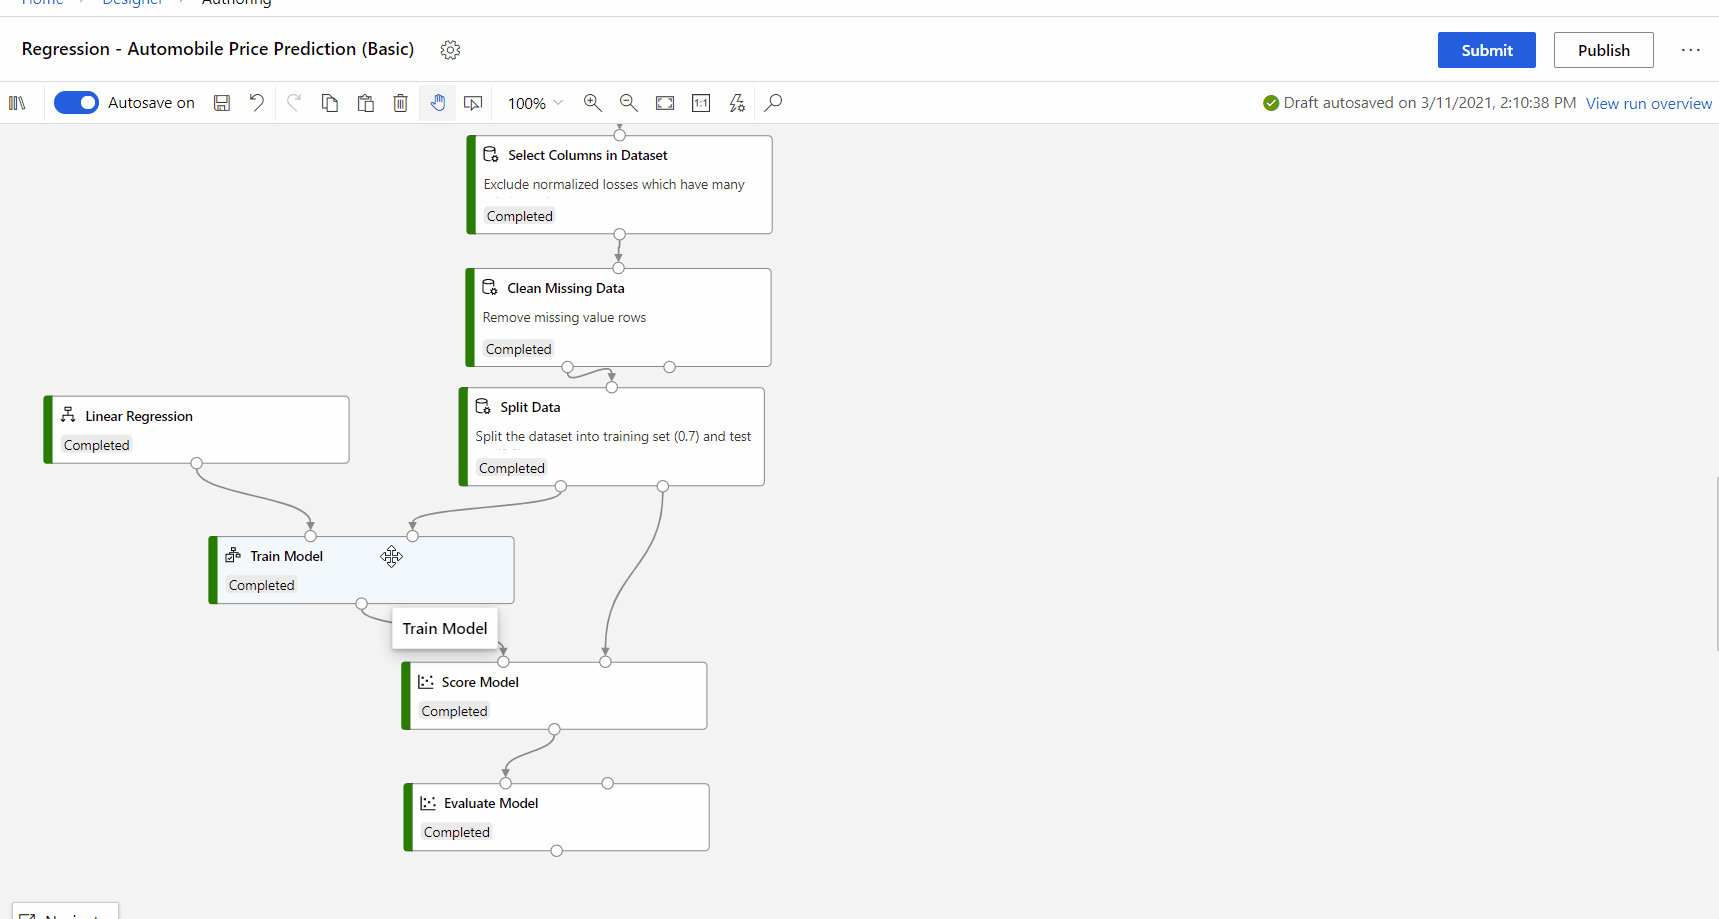 Home > Designer > Authoring
Regression - Automobile Price Prediction (Basic)
Submit
Publish
...
Autosave on
100%
1:1
Draft autosaved on 3/11/2021, 2:10:38 PM
View run overview
Select Columns in Dataset
Exclude normalized losses which have many
Completed
Clean Missing Data
Remove missing value rows
Completed
Linear Regression
Completed
Split Data
Split the dataset into training set (0.7) and test
Completed
Train Model
Completed
Train Model
Score Model
Completed
Evaluate Model
Completed